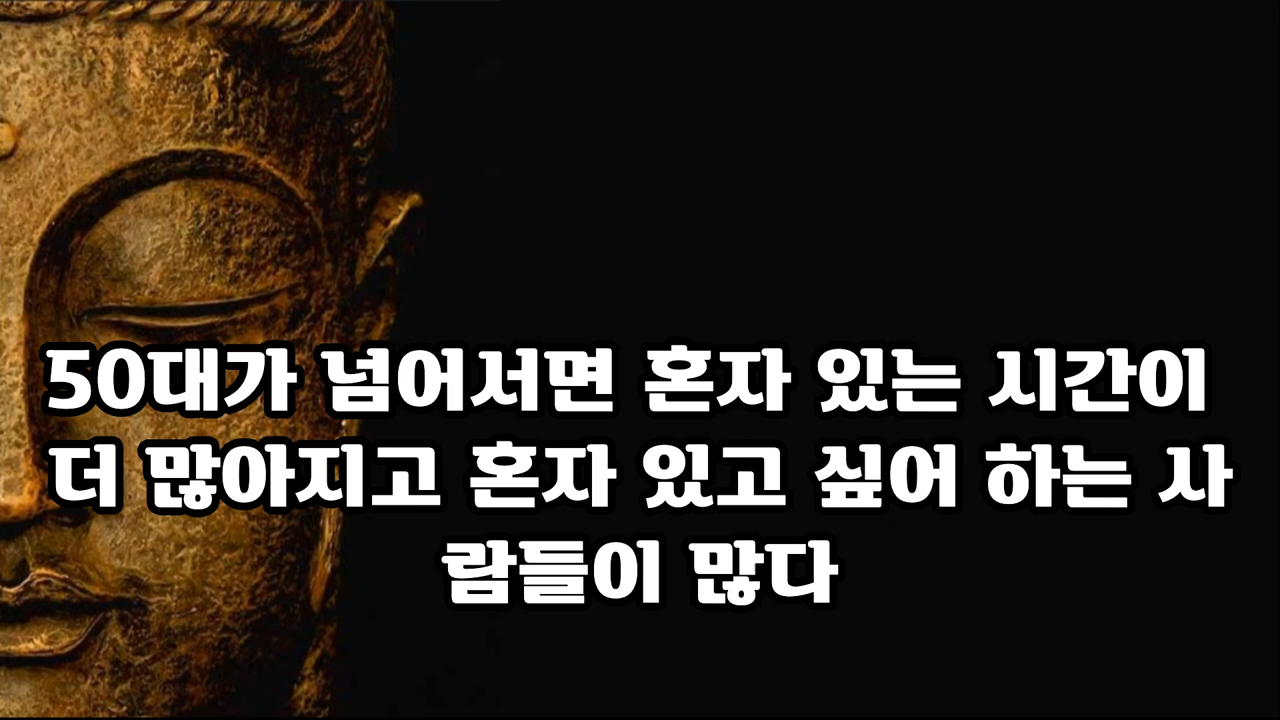 50대가 넘어서면 혼자 있는 시간이
더 많아지고 혼자 있고 싶어 하는 사
람들이 많다